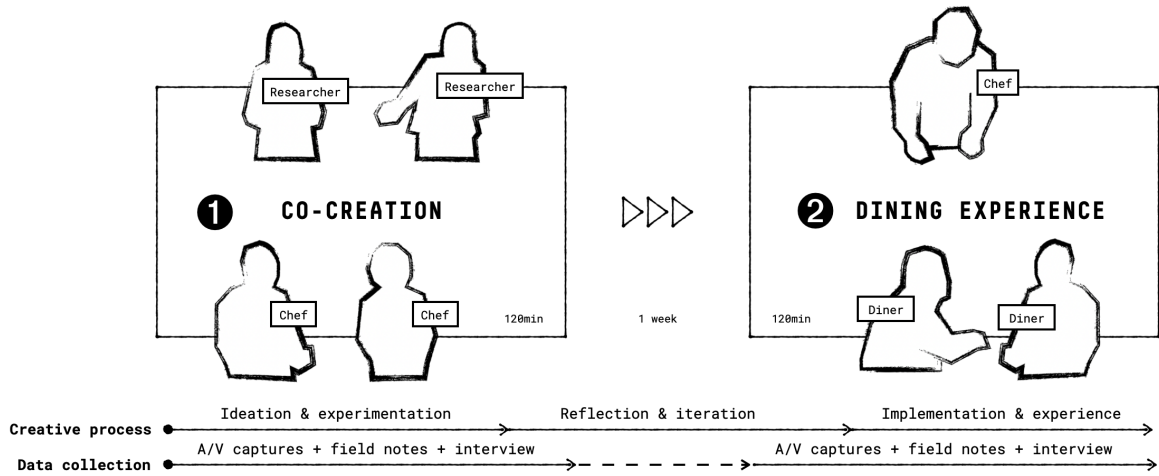 Researcher
Researcher
Chef
1 CO-CREATION
2 DINING EXPERIENCE
Chef
Chef
120min
1 week
120min
Diner
Diner
Ideation & experimentation
Reflection & iteration
Implementation & experience
Creative process
A/V captures + field notes + interview
A/V captures + field notes + interview
Data collection